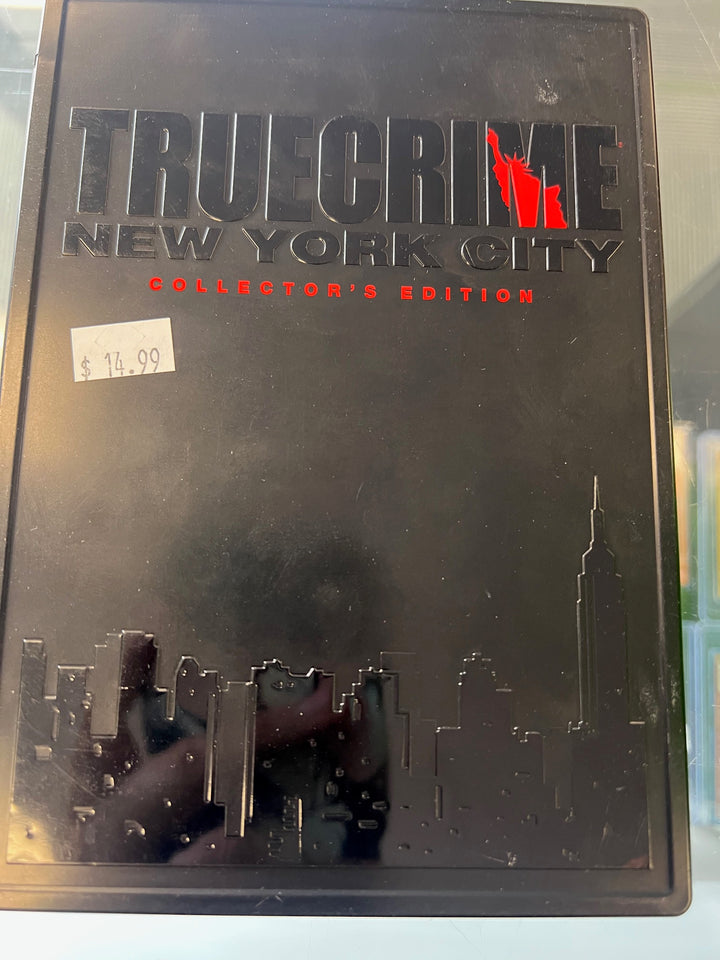 TRUECRIME
NEW YORK CITY
COLLECTOR'S EDITION
$ 14.99